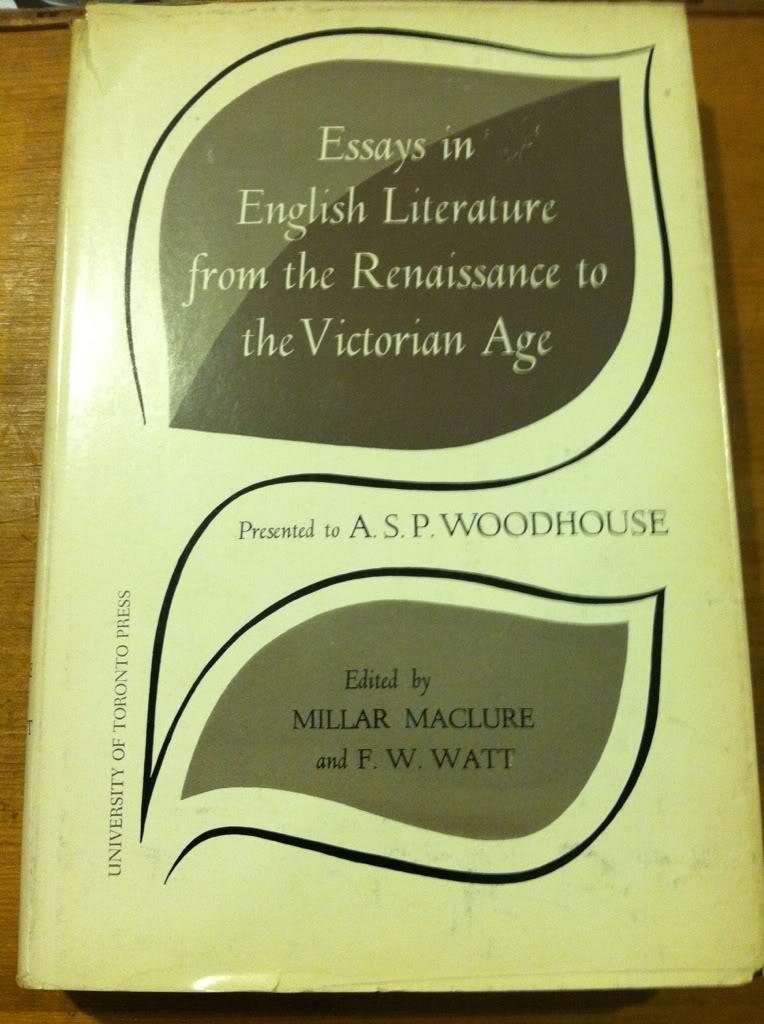 Essays in
English Literature
from the Renaissance to
the Victorian Age
Presented to A. S. P. WOODHOUSE
Edited by
MILLAR MACLURE
and F. W. WATT
UNIVERSITY OF TORONTO PRESS